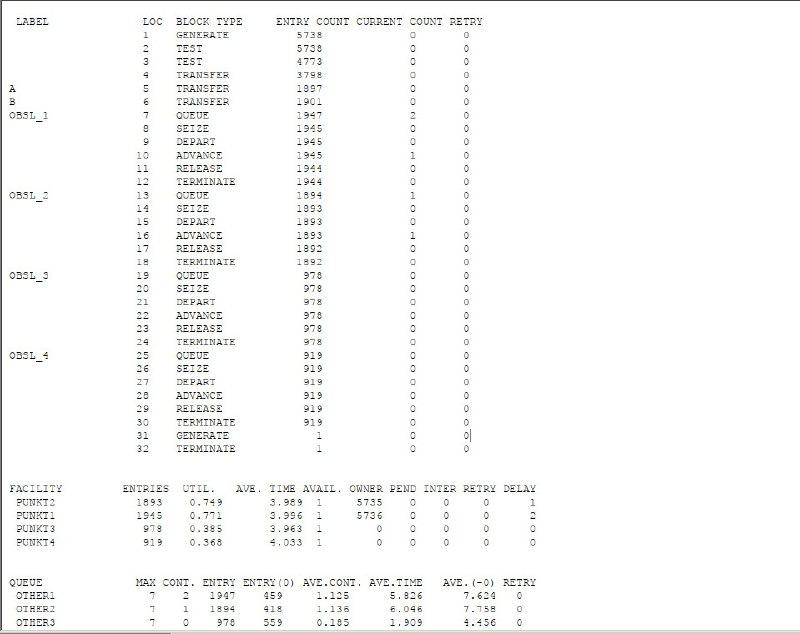 LABEL LOC BLOCK TYPE ENTRY COUNT CURRENT COUNT RETRY
1 GENERATE 5738 0 0
2 TEST 5738 0 0
3 TEST 4773 0 0
4 TRANSFER 3798 0 0
A 5 TRANSFER 1897 0 0
B 6 TRANSFER 1901 0 0
OBSL_1 7 QUEUE 1947 2 0
8 SEIZE 1945 0 0
9 DEPART 1945 0 0
10 ADVANCE 1945 1 0
11 RELEASE 1944 0 0
12 TERMINATE 1944 0 0
OBSL_2 13 QUEUE 1894 1 0
14 SEIZE 1893 0 0
15 DEPART 1893 0 0
16 ADVANCE 1893 1 0
17 RELEASE 1892 0 0
18 TERMINATE 1892 0 0
OBSL_3 19 QUEUE 978 0 0
20 SEIZE 978 0 0
21 DEPART 978 0 0
22 ADVANCE 978 0 0
23 RELEASE 978 0 0
24 TERMINATE 978 0 0
OBSL_4 25 QUEUE 919 0 0
26 SEIZE 919 0 0
27 DEPART 919 0 0
28 ADVANCE 919 0 0
29 RELEASE 919 0 0
30 TERMINATE 919 0 0
31 GENERATE 1 0 0
32 TERMINATE 1 0 0
FACILITY ENTRIES UTIL. AVE. TIME AVAIL. OWNER PEND INTER RETRY DELAY
PUNKT2 1893 0.749 3.989 1 5735 0 0 0 1
PUNKT1 1945 0.771 3.996 1 5736 0 0 0 2
PUNKT3 978 0.385 3.963 1 0 0 0 0 0
PUNKT4 919 0.368 4.033 1 0 0 0 0 0
QUEUE MAX CONT. ENTRY ENTRY(0) AVE.CONT. AVE.TIME AVE.(-0) RETRY
OTHER1 7 2 1947 459 1.125 5.826 7.624 0
OTHER2 7 1 1894 418 1.136 6.046 7.758 0
OTHER3 7 0 978 559 0.185 1.909 4.456 0